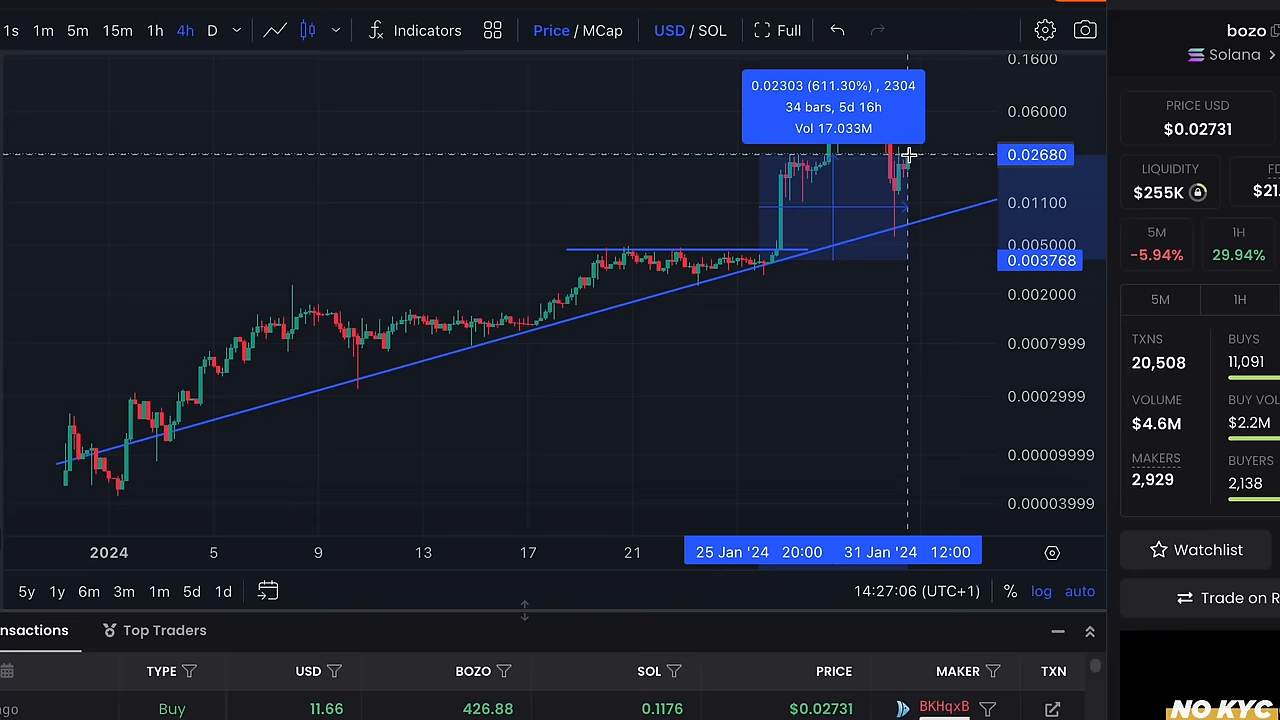 1s 1m 5m 15m 1h 4h D Indicators Price / MCap USD / SOL Full
bozo
Solana
0.1600
0.06000
0.02680
0.01100
0.005000
0.003768
0.002000
0.0007999
0.0002999
0.00009999
0.00003999
0.02303 (611.30%) , 2304
34 bars, 5d 16h
Vol 17.033M
2024 5 9 13 17 21 25 Jan '24 20:00 31 Jan '24 12:00
5y 1y 6m 3m 1m 5d 1d 14:27:06 (UTC+1) % log auto
PRICE USD
$0.02731
LIQUIDITY
$255K
FD
$21.
5M 1H
-5.94% 29.94%
5M 1H
TXNS BUYS
20,508 11,091
VOLUME BUY VOL
$4.6M $2.2M
MAKERS BUYERS
2,929 2,138
Watchlist
Trade on R
nsactions Top Traders
TYPE USD BOZO SOL PRICE MAKER TXN
go Buy 11.66 426.88 0.1176 $0.02731 BKHqxB
NO KYC